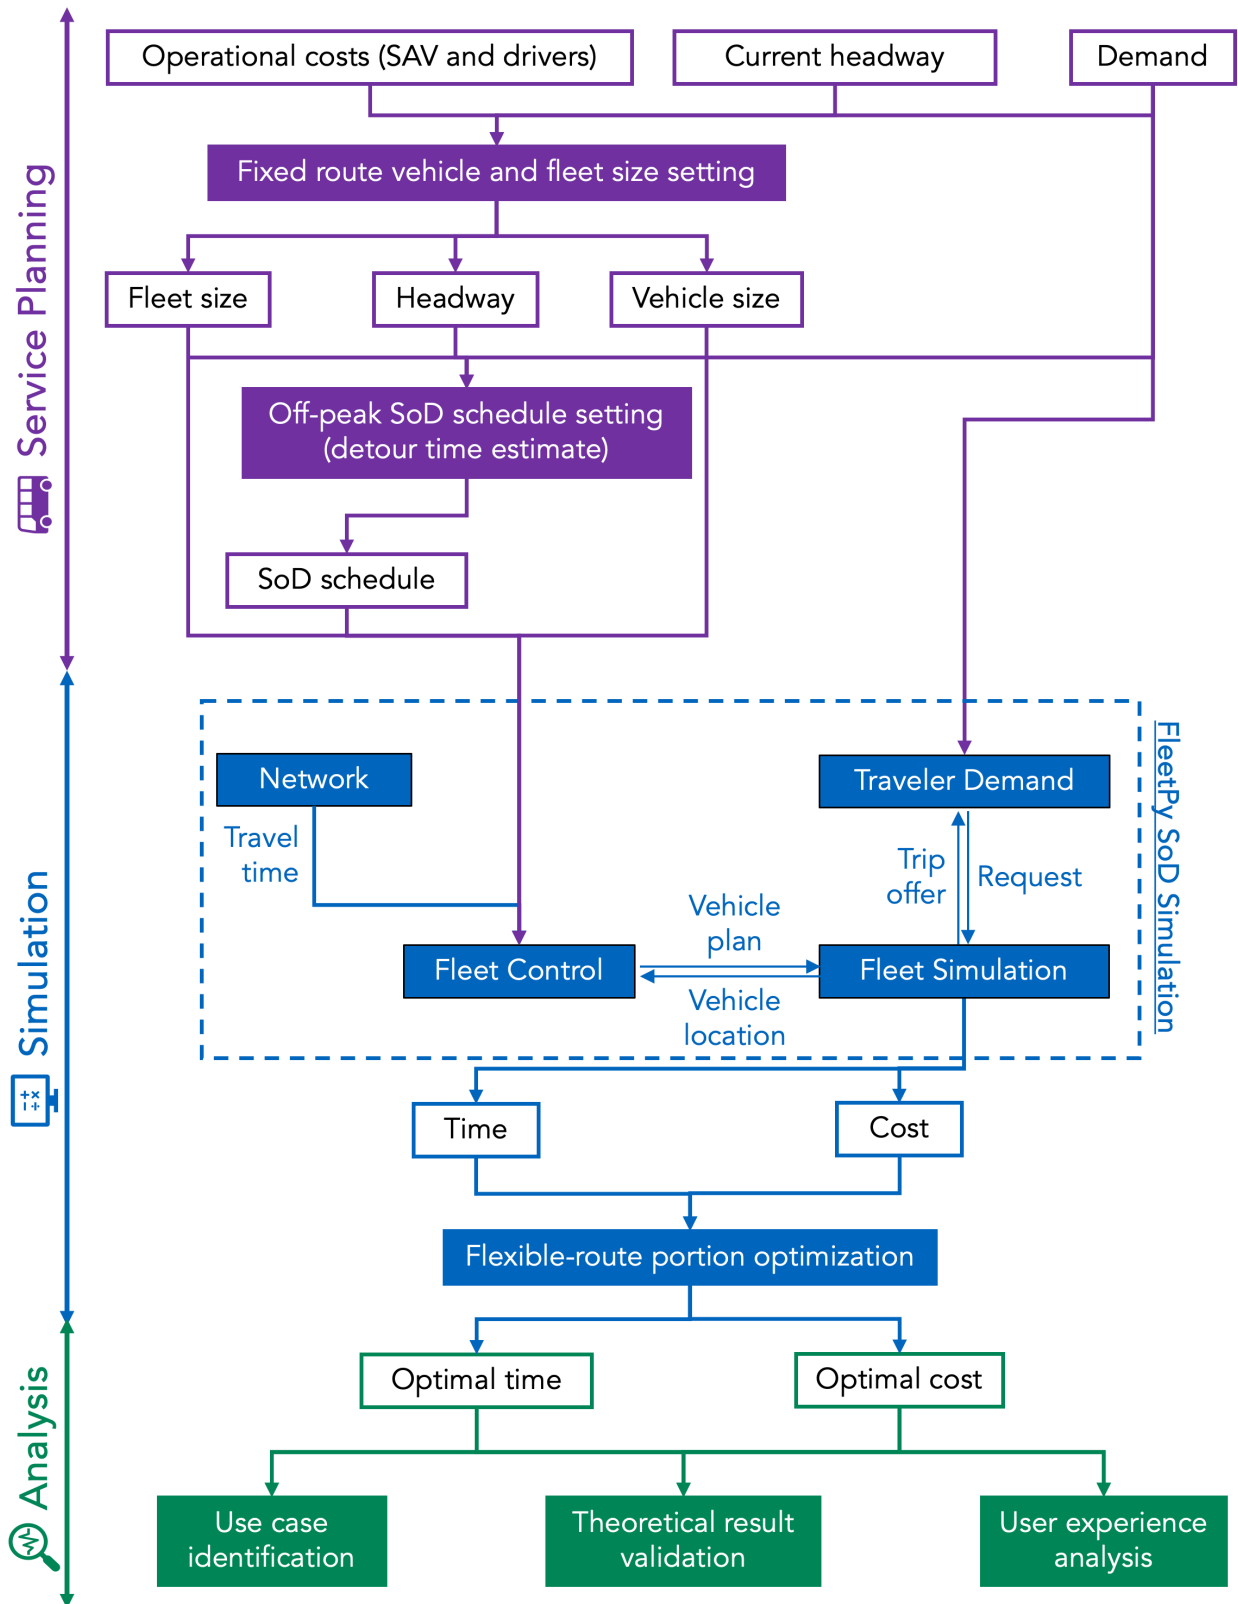 Service Planning
Operational costs (SAV and drivers)
Current headway
Demand
Fixed route vehicle and fleet size setting
Fleet size
Headway
Vehicle size
Off-peak SoD schedule setting
(detour time estimate)
SoD schedule
Simulation
FleetPy SoD Simulation
Network
Traveler Demand
Travel
time
Trip
offer
Request
Vehicle
plan
Fleet Control
Fleet Simulation
Vehicle
location
Time
Cost
Flexible-route portion optimization
Analysis
Optimal time
Optimal cost
Use case
identification
Theoretical result
validation
User experience
analysis